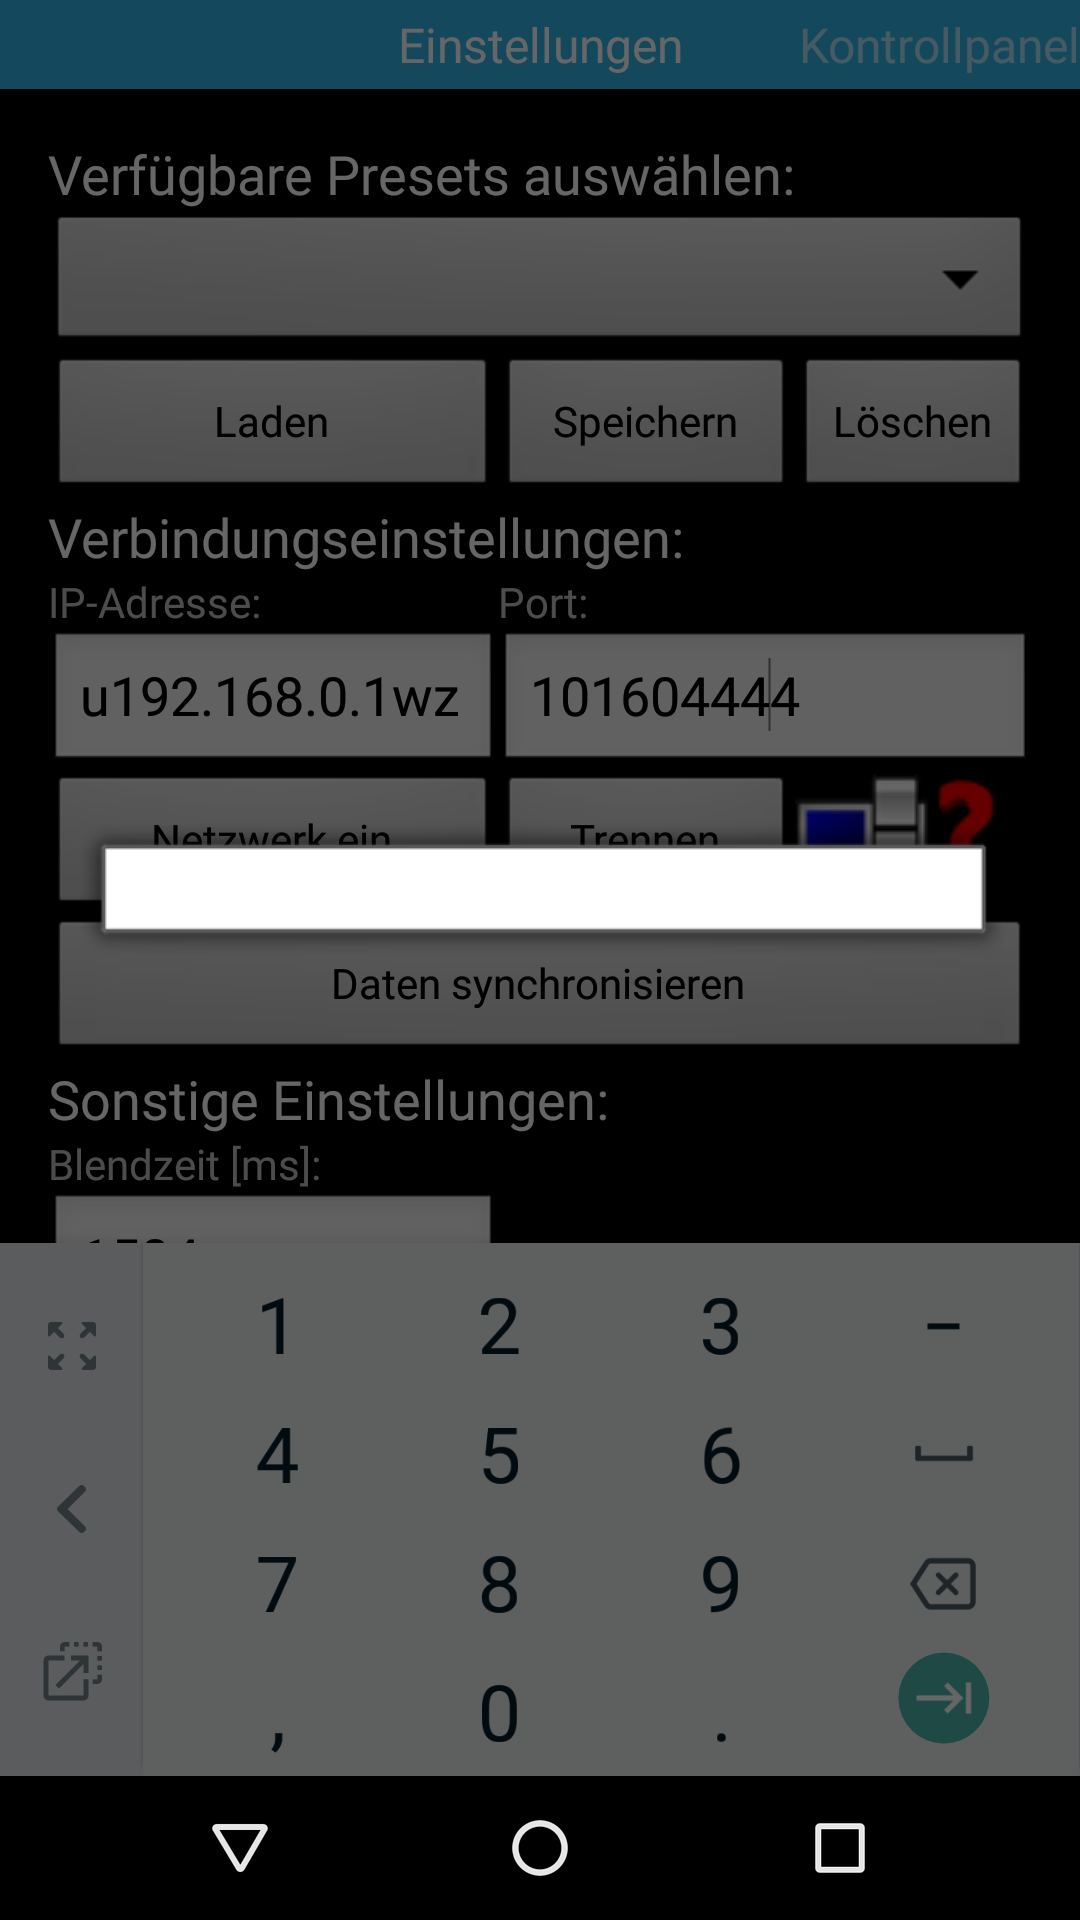 Einstellungen Kontrollpanel
Verfügbare Presets auswählen:
Laden Speichern Löschen
Verbindungseinstellungen:
IP-Adresse: Port:
u192.168.0.1wz 101604444
Netzwerk ein Trennen
Daten synchronisieren
Sonstige Einstellungen:
Blendzeit [ms]:
1 2 3 –
4 5 6
7 8 9
, 0 .